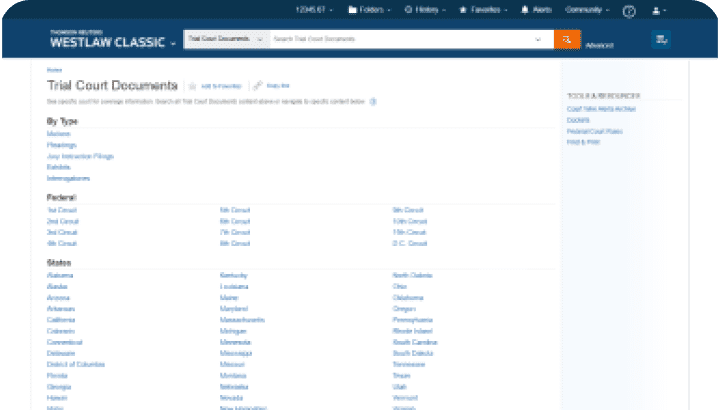 12345.67 Folders History Favorites Alerts Community
THOMSON REUTERS
WESTLAW CLASSIC Trial Court Documents Search Trial Court Documents Advanced
Home
Trial Court Documents Add to Favorites Copy link
See specific court for coverage information. Search all Trial Court Documents content above or navigate to specific content below.
TOOLS & RESOURCES
Court Wire Alerts Archive
Dockets
Federal Court Rules
Find & Print
By Type
Motions
Pleadings
Jury Instruction Filings
Exhibits
Interrogatories
Federal
1st Circuit 5th Circuit 9th Circuit
2nd Circuit 6th Circuit 10th Circuit
3rd Circuit 7th Circuit 11th Circuit
4th Circuit 8th Circuit D.C. Circuit
States
Alabama Kentucky North Dakota
Alaska Louisiana Ohio
Arizona Maine Oklahoma
Arkansas Maryland Oregon
California Massachusetts Pennsylvania
Colorado Michigan Rhode Island
Connecticut Minnesota South Carolina
Delaware Mississippi South Dakota
District of Columbia Missouri Tennessee
Florida Montana Texas
Georgia Nebraska Utah
Hawaii Nevada Vermont
Idaho New Hampshire Virginia